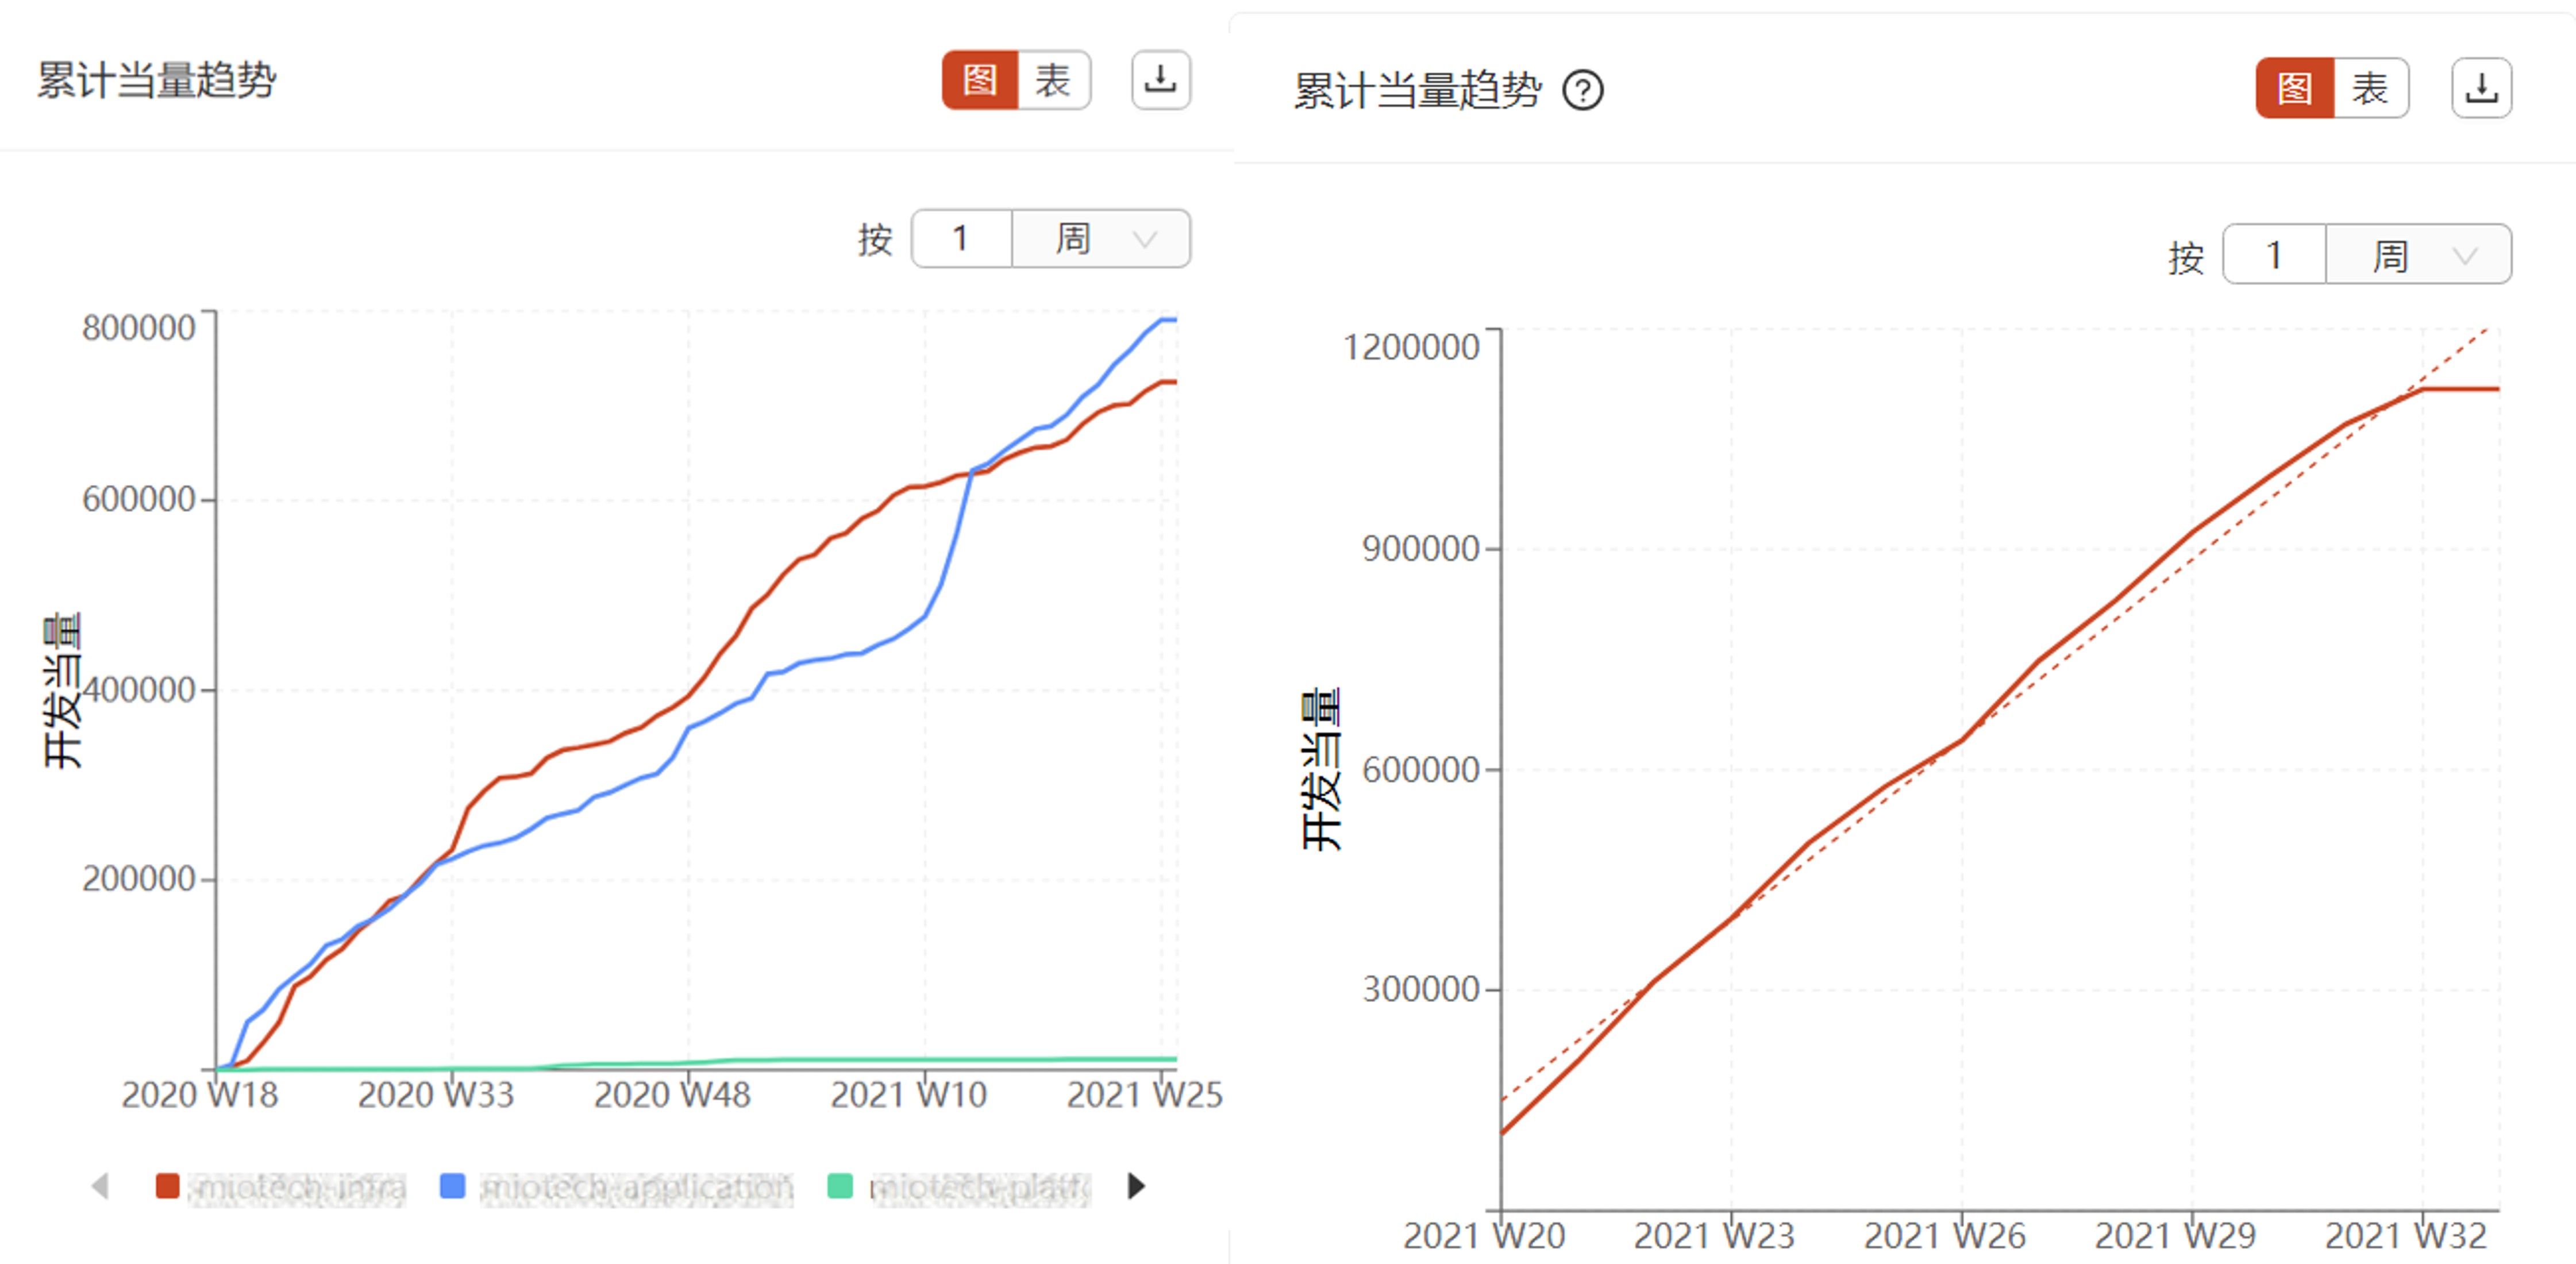 累计当量趋势
图 表
按 1 周
800000
600000
400000
200000
开发当量
2020 W18 2020 W33 2020 W48 2021 W10 2021 W25
miotech-infra miotech-application miotech-platf
累计当量趋势 ?
图 表
按 1 周
1200000
900000
600000
300000
开发当量
2021 W20 2021 W23 2021 W26 2021 W29 2021 W32